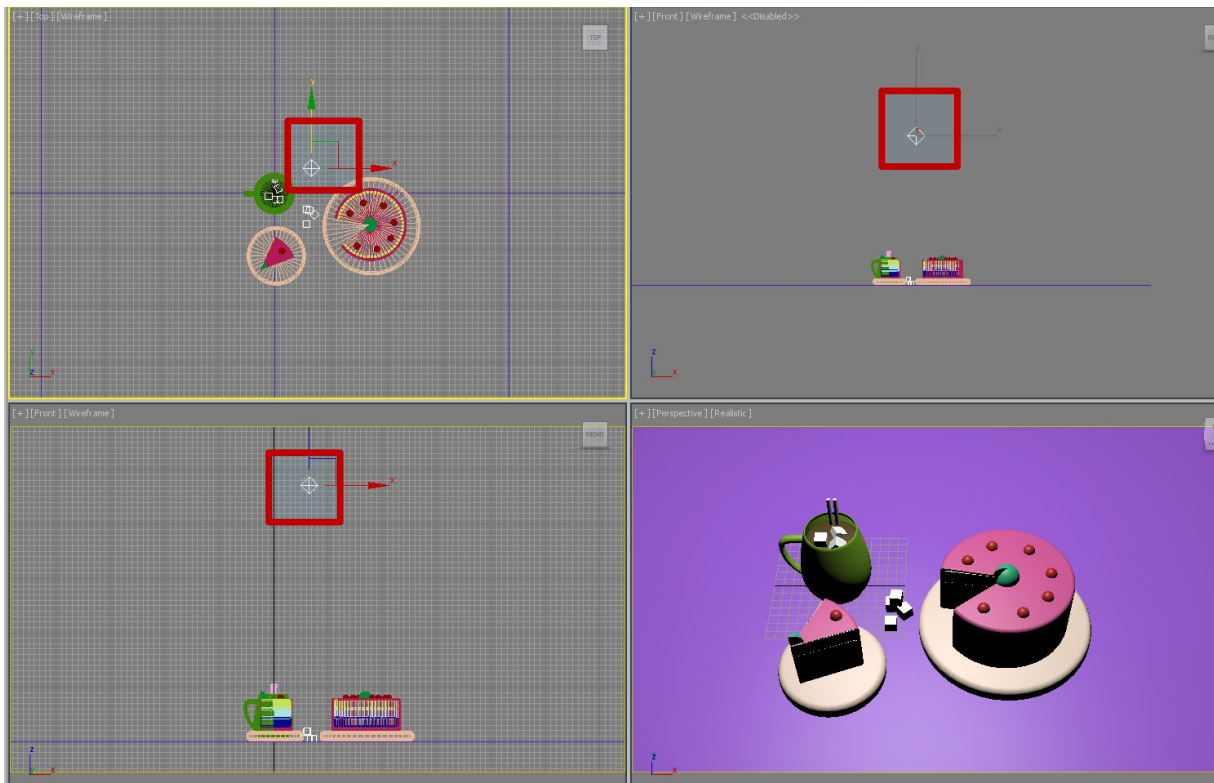 [+] [Top] [Wireframe]
TOP
y
x
y
z
x
[+] [Front] [Wireframe] <<Disabled>>
x
x
z
x
[+] [Front] [Wireframe]
FRONT
x
z
x
[+] [Perspective] [Realistic]
z
x